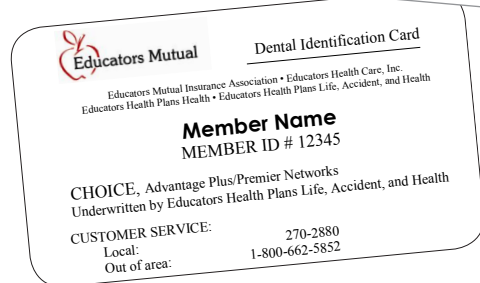 Educators Mutual
Dental Identification Card
Educators Mutual Insurance Association • Educators Health Care, Inc.
Educators Health Plans Health • Educators Health Plans Life, Accident, and Health
Member Name
MEMBER ID # 12345
CHOICE, Advantage Plus/Premier Networks
Underwritten by Educators Health Plans Life, Accident, and Health
CUSTOMER SERVICE:
Local: 270-2880
Out of area: 1-800-662-5852